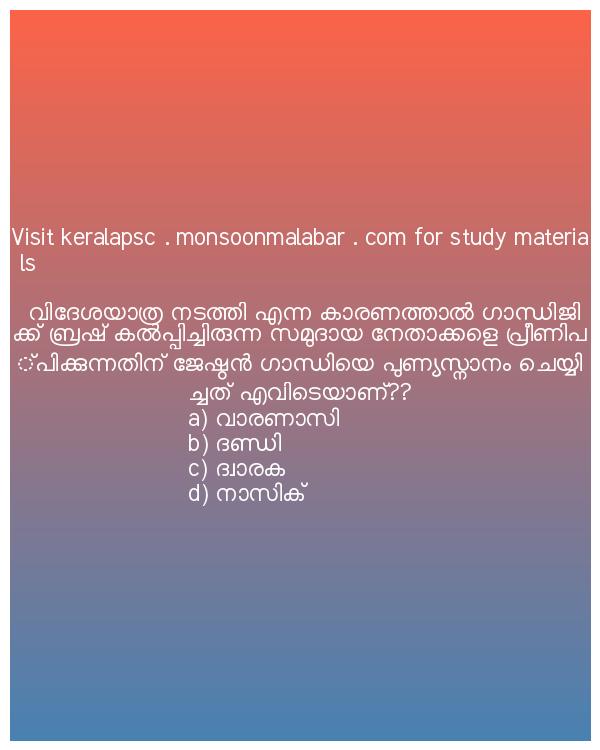 Visit keralapsc . monsoonmalabar . com for study materia
ls
വിദേശയാത്ര നടത്തി എന്ന കാരണത്താൽ ഗാന്ധിജി
ക്ക് ബ്രഷ് കൽപ്പിച്ചിരുന്ന സമുദായ നേതാക്കളെ പ്രീണിപ
്പിക്കുന്നതിന് ജേഷ്ഠൻ ഗാന്ധിയെ പുണ്യസ്നാനം ചെയ്യി
ച്ചത് എവിടെയാണ്??
a) വാരണാസി
b) ദണ്ഡി
c) ദ്വാരക
d) നാസിക്